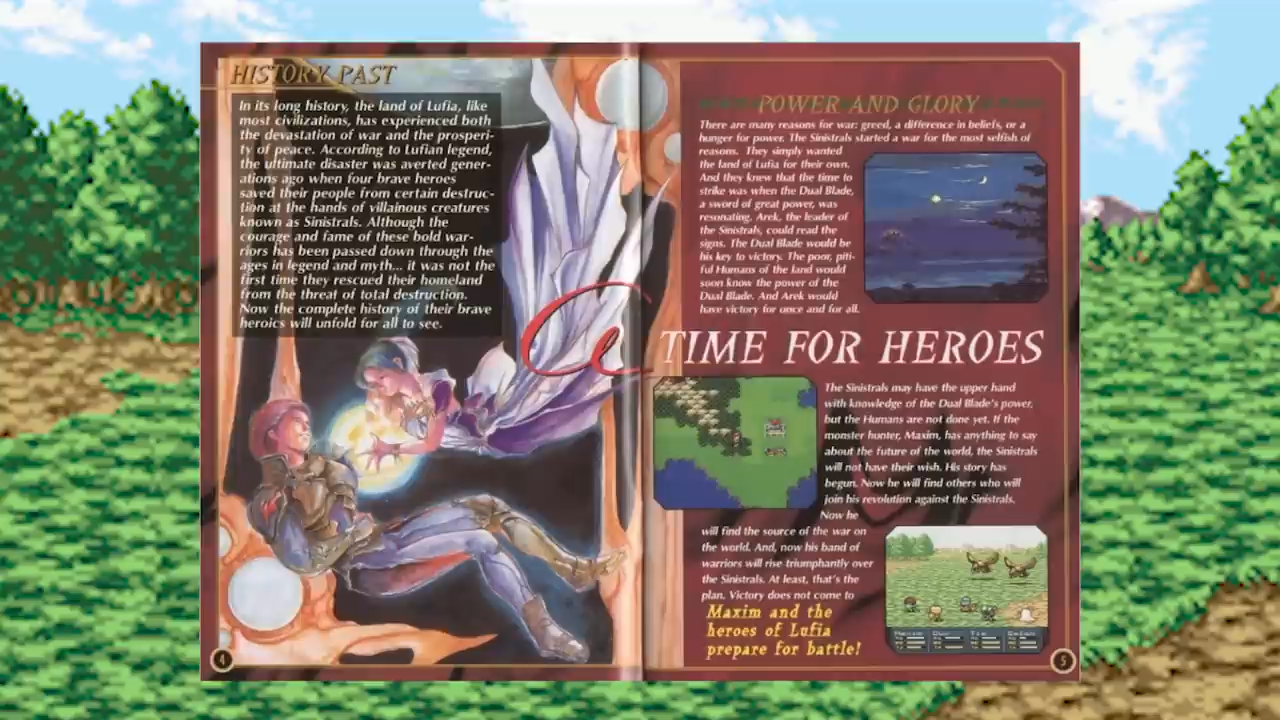 HISTORY PAST
In its long history, the land of Lufia, like
most civilizations, has experienced both
the devastation of war and the prosperi-
ty of peace. According to Lufian legend,
the ultimate disaster was averted gener-
ations ago when four brave heroes
saved their people from certain destruc-
tion at the hands of villainous creatures
known as Sinistrals. Although the
courage and fame of these bold war-
riors has been passed down through the
ages in legend and myth... it was not the
first time they rescued their homeland
from the threat of total destruction.
Now the complete history of their brave
heroics will unfold for all to see.
4
POWER AND GLORY
There are many reasons for war: greed, a difference in beliefs, or a
hunger for power. The Sinistrals started a war for the most selfish of
reasons. They simply wanted
the land of Lufia for their own.
And they knew that the time to
strike was when the Dual Blade,
a sword of great power, was
resonating. Arek, the leader of
the Sinistrals, could read the
signs. The Dual Blade would be
his key to victory. The poor, piti-
ful Humans of the land would
soon know the power of the
Dual Blade. And Arek would
have victory for once and for all.
a TIME FOR HEROES
The Sinistrals may have the upper hand
with knowledge of the Dual Blade's power,
but the Humans are not done yet. If the
monster hunter, Maxim, has anything to say
about the future of the world, the Sinistrals
will not have their wish. His story has
begun. Now he will find others who will
join his revolution against the Sinistrals.
Now he
will find the source of the war on
the world. And, now his band of
warriors will rise triumphantly over
the Sinistrals. At least, that's the
plan. Victory does not come to
Maxim and the
heroes of Lufia
prepare for battle!
5